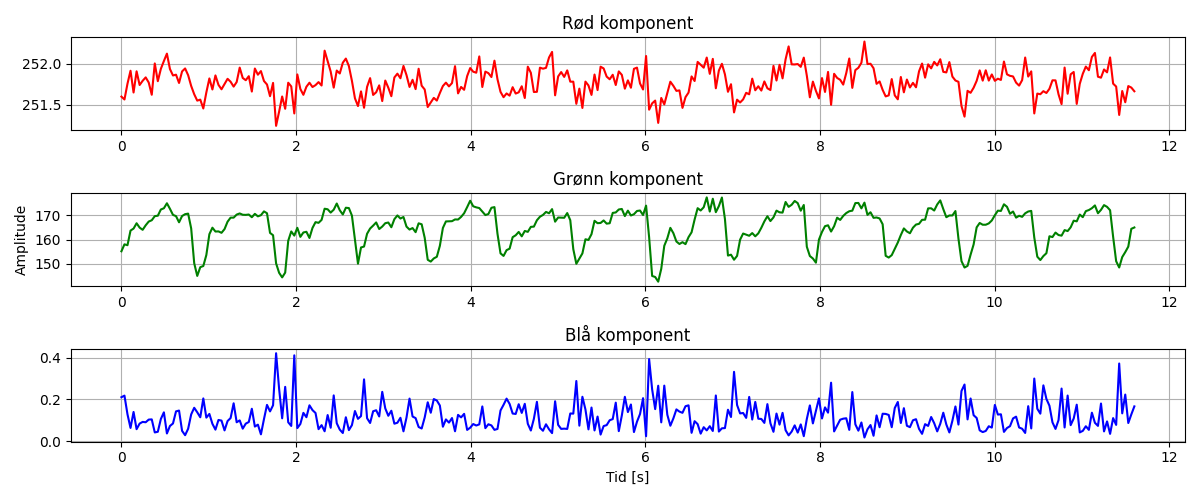 Rød komponent
252.0
251.5
0 2 4 6 8 10 12
Grønn komponent
Amplitude
170
160
150
0 2 4 6 8 10 12
Blå komponent
0.4
0.2
0.0
0 2 4 6 8 10 12
Tid [s]